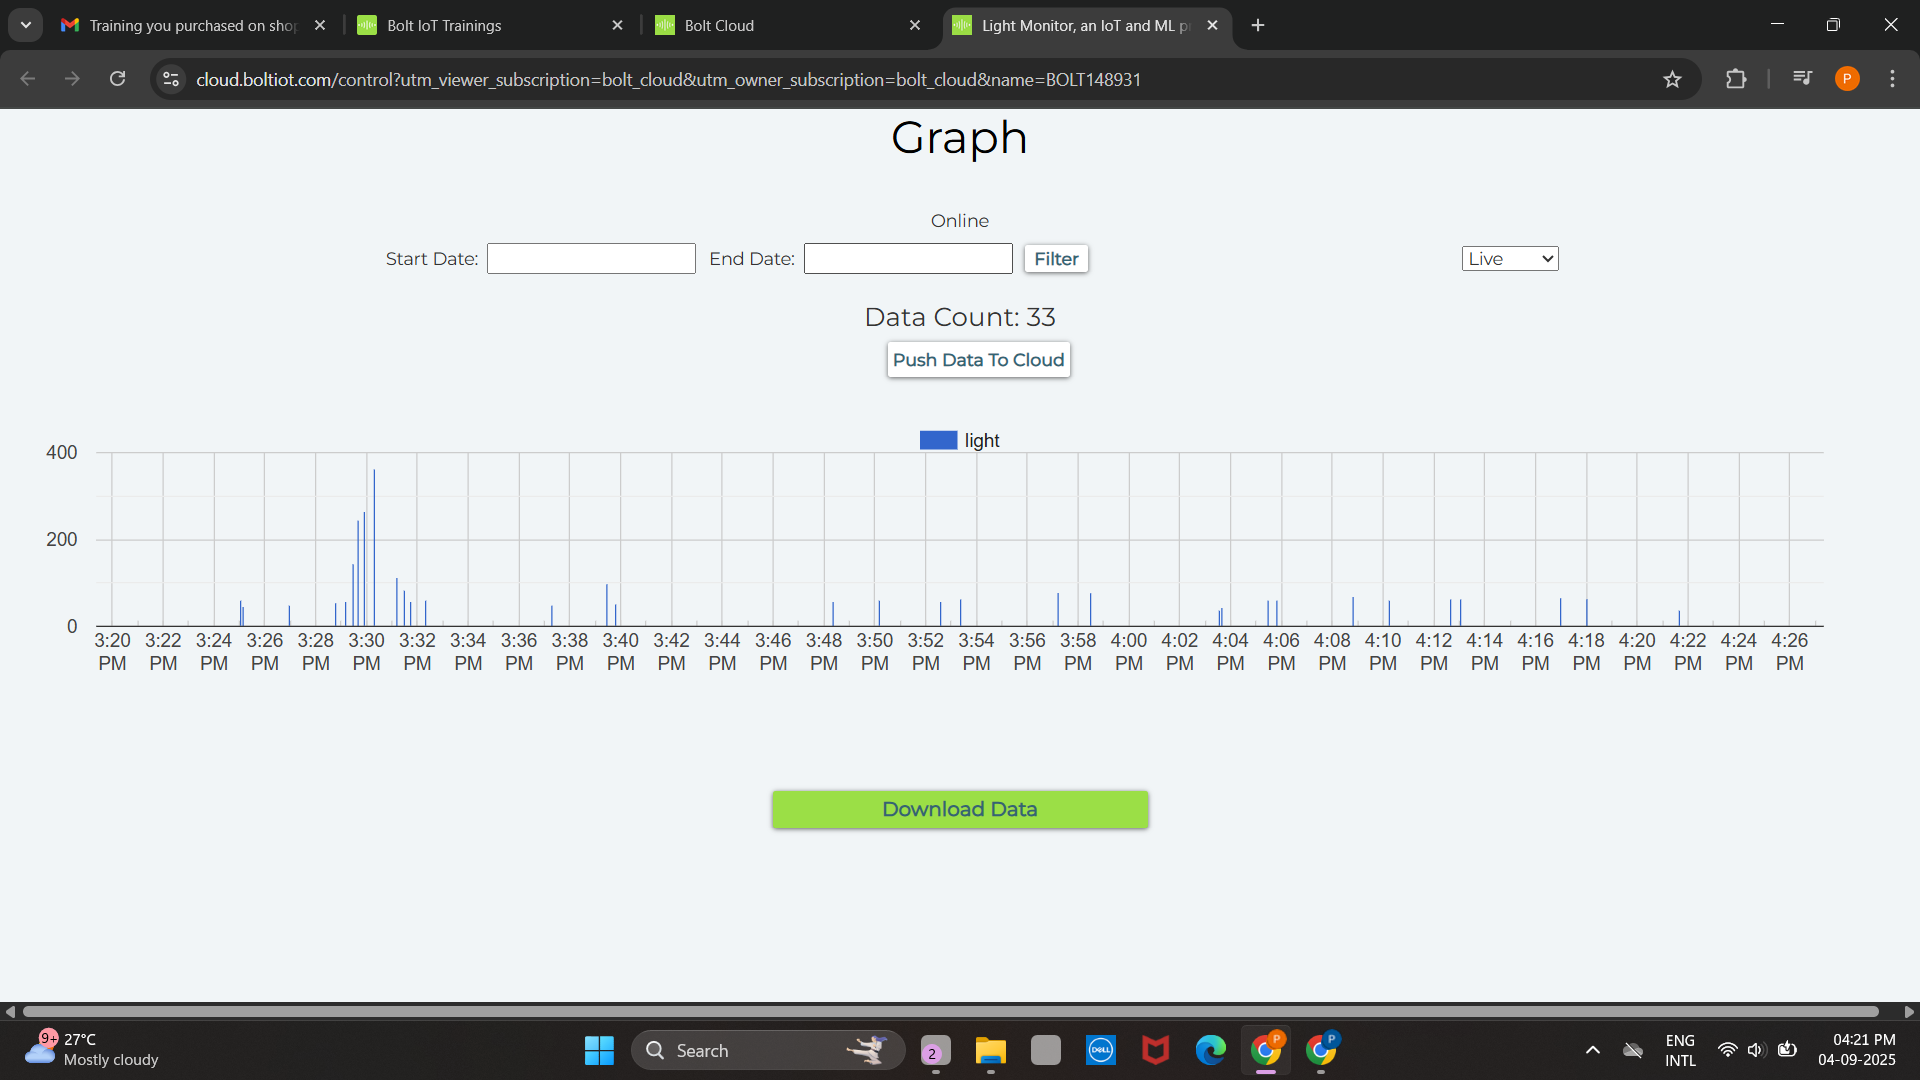 Training you purchased on shop
Bolt IoT Trainings
Bolt Cloud
Light Monitor, an IoT and ML p
cloud.boltiot.com/control?utm_viewer_subscription=bolt_cloud&utm_owner_subscription=bolt_cloud&name=BOLT148931
P
Graph
Online
Start Date:
End Date:
Filter
Live
Data Count: 33
Push Data To Cloud
light
400
200
0
3:20 PM
3:22 PM
3:24 PM
3:26 PM
3:28 PM
3:30 PM
3:32 PM
3:34 PM
3:36 PM
3:38 PM
3:40 PM
3:42 PM
3:44 PM
3:46 PM
3:48 PM
3:50 PM
3:52 PM
3:54 PM
3:56 PM
3:58 PM
4:00 PM
4:02 PM
4:04 PM
4:06 PM
4:08 PM
4:10 PM
4:12 PM
4:14 PM
4:16 PM
4:18 PM
4:20 PM
4:22 PM
4:24 PM
4:26 PM
Download Data
9+
27°C
Mostly cloudy
Search
2
DELL
P
P
ENG
INTL
04:21 PM
04-09-2025